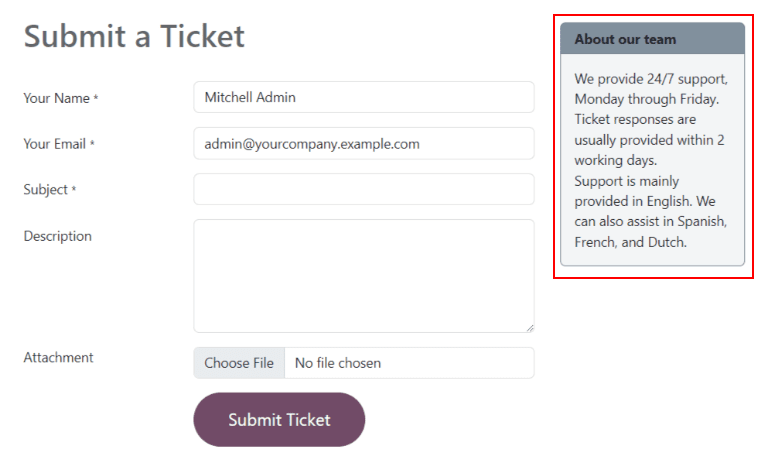 Submit a Ticket
Your Name *
Mitchell Admin
Your Email *
admin@yourcompany.example.com
Subject *
Description
Attachment
Choose File No file chosen
Submit Ticket
About our team
We provide 24/7 support,
Monday through Friday.
Ticket responses are
usually provided within 2
working days.
Support is mainly
provided in English. We
can also assist in Spanish,
French, and Dutch.